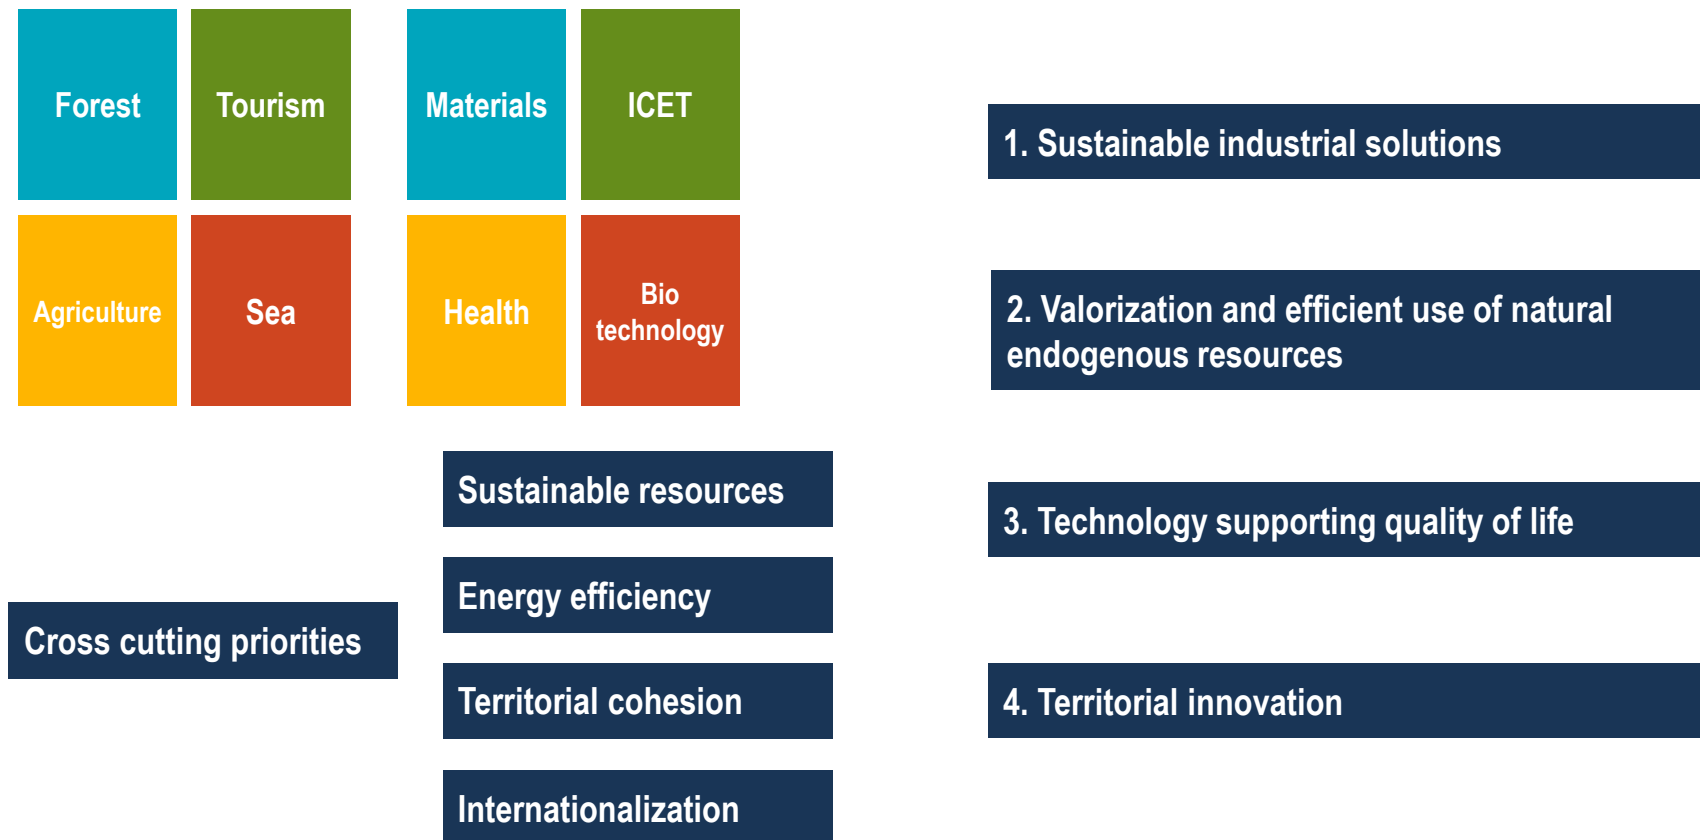 Forest
Tourism
Materials
ICET
Agriculture
Sea
Health
Bio
technology
Cross cutting priorities
Sustainable resources
Energy efficiency
Territorial cohesion
Internationalization
1. Sustainable industrial solutions
2. Valorization and efficient use of natural
endogenous resources
3. Technology supporting quality of life
4. Territorial innovation